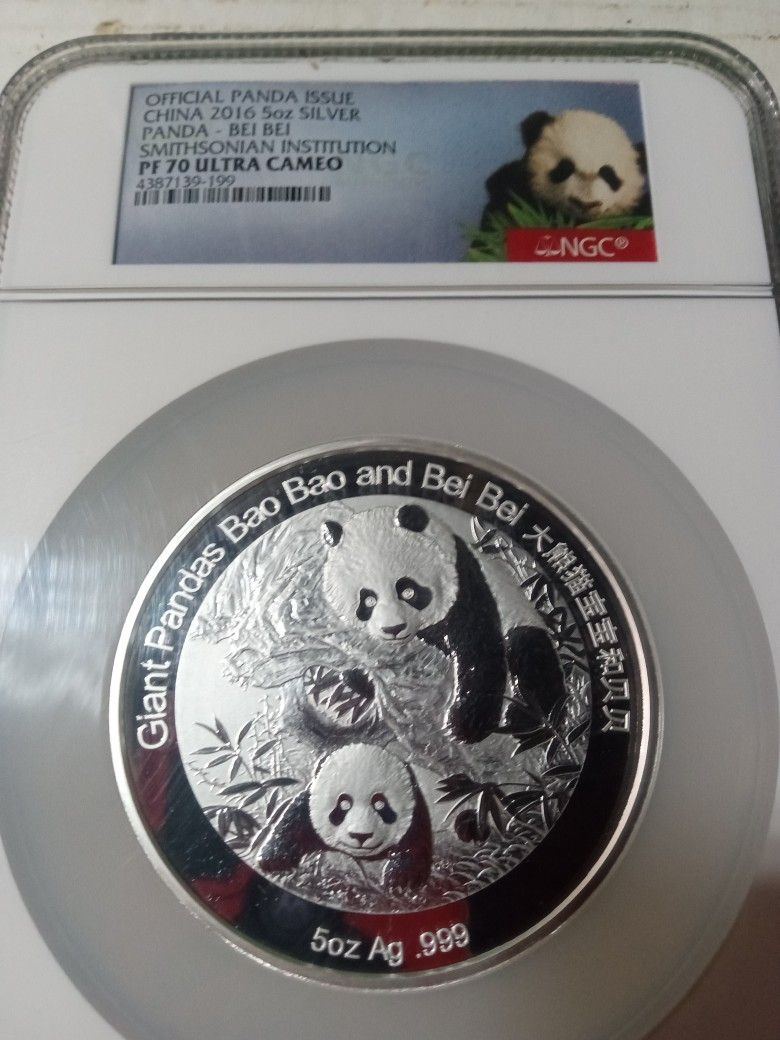 OFFICIAL PANDA ISSUE
CHINA 2016 5oz SILVER
PANDA - BEI BEI
SMITHSONIAN INSTITUTION
PF 70 ULTRA CAMEO
4387139-199
NGC®
Giant Pandas Bao Bao and Bei Bei 大熊猫宝宝和贝贝
5oz Ag .999